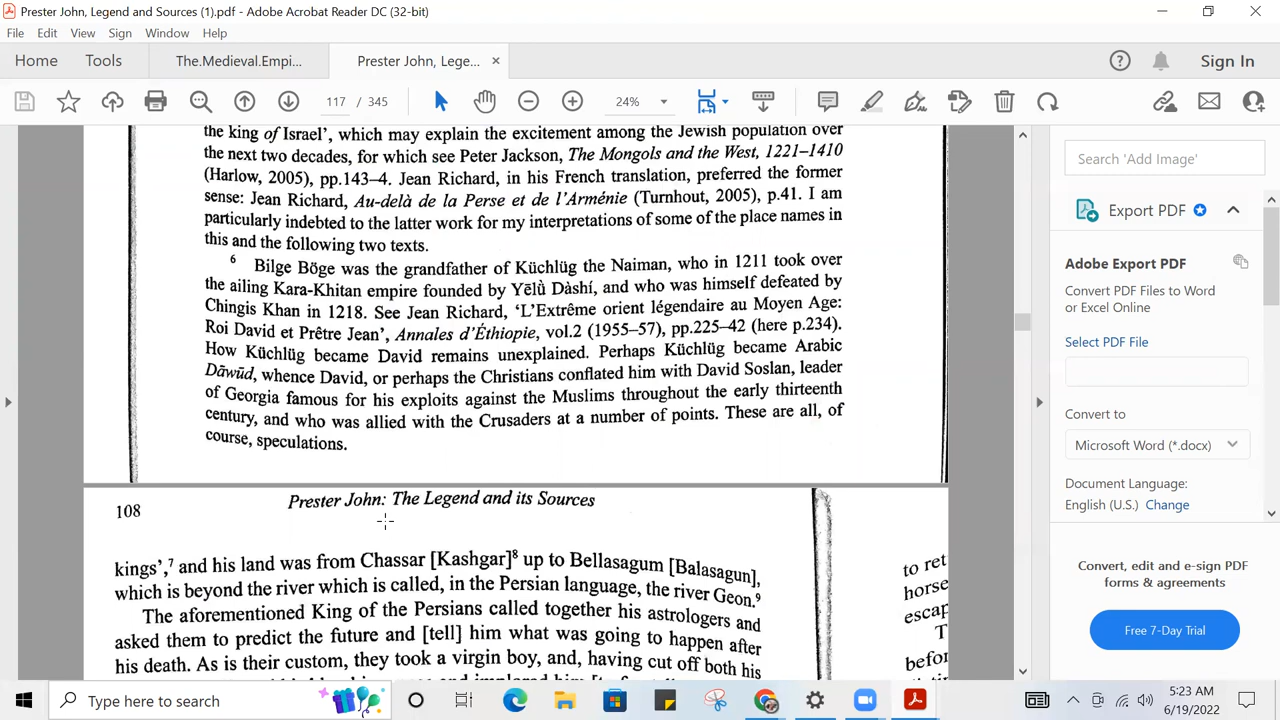 Prester John, Legend and Sources (1).pdf - Adobe Acrobat Reader DC (32-bit)
File Edit View Sign Window Help
Home Tools The.Medieval.Empi... Prester John, Lege... × Sign In
117 / 345 24%
the king of Israel', which may explain the excitement among the Jewish population over
the next two decades, for which see Peter Jackson, The Mongols and the West, 1221–1410
(Harlow, 2005), pp.143–4. Jean Richard, in his French translation, preferred the former
sense: Jean Richard, Au-delà de la Perse et de l'Arménie (Turnhout, 2005), p.41. I am
particularly indebted to the latter work for my interpretations of some of the place names in
this and the following two texts.
6 Bilge Böge was the grandfather of Küchlüg the Naiman, who in 1211 took over
the ailing Kara-Khitan empire founded by Yēlǜ Dàshí, and who was himself defeated by
Chingis Khan in 1218. See Jean Richard, 'L'Extrême orient légendaire au Moyen Age:
Roi David et Prêtre Jean', Annales d'Éthiopie, vol.2 (1955–57), pp.225–42 (here p.234).
How Küchlüg became David remains unexplained. Perhaps Küchlüg became Arabic
Dāwūd, whence David, or perhaps the Christians conflated him with David Soslan, leader
of Georgia famous for his exploits against the Muslims throughout the early thirteenth
century, and who was allied with the Crusaders at a number of points. These are all, of
course, speculations.
108 Prester John: The Legend and its Sources
kings',7 and his land was from Chassar [Kashgar]8 up to Bellasagum [Balasagun],
which is beyond the river which is called, in the Persian language, the river Geon.9
The aforementioned King of the Persians called together his astrologers and
asked them to predict the future and [tell] him what was going to happen after
his death. As is their custom, they took a virgin boy, and, having cut off both his
to ret
horse
escap
T
befor
Search 'Add Image'
Export PDF
Adobe Export PDF
Convert PDF Files to Word
or Excel Online
Select PDF File
Convert to
Microsoft Word (*.docx)
Document Language:
English (U.S.) Change
Convert, edit and e-sign PDF
forms & agreements
Free 7-Day Trial
Type here to search
5:23 AM
6/19/2022